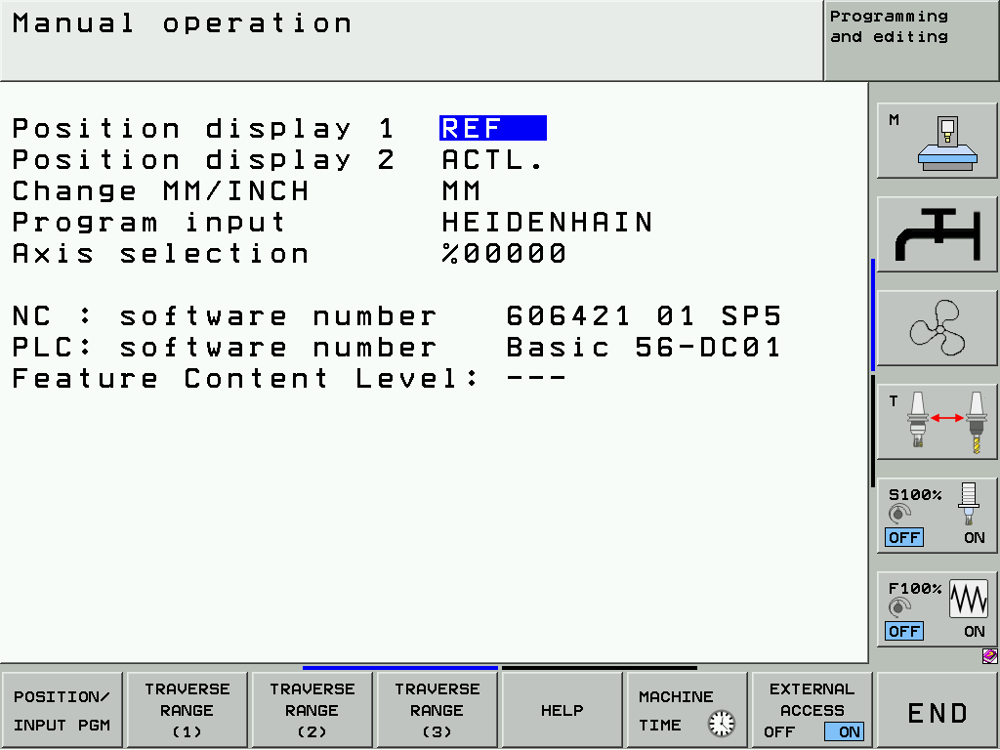 Manual operation
Programming
and editing
Position display 1 REF
Position display 2 ACTL.
Change MM/INCH MM
Program input HEIDENHAIN
Axis selection %00000
NC : software number 606421 01 SP5
PLC: software number Basic 56-DC01
Feature Content Level: ---
M
T
S100%
OFF ON
F100%
OFF ON
POSITION/
INPUT PGM
TRAVERSE
RANGE
(1)
TRAVERSE
RANGE
(2)
TRAVERSE
RANGE
(3)
HELP
MACHINE
TIME
EXTERNAL
ACCESS
OFF ON
END